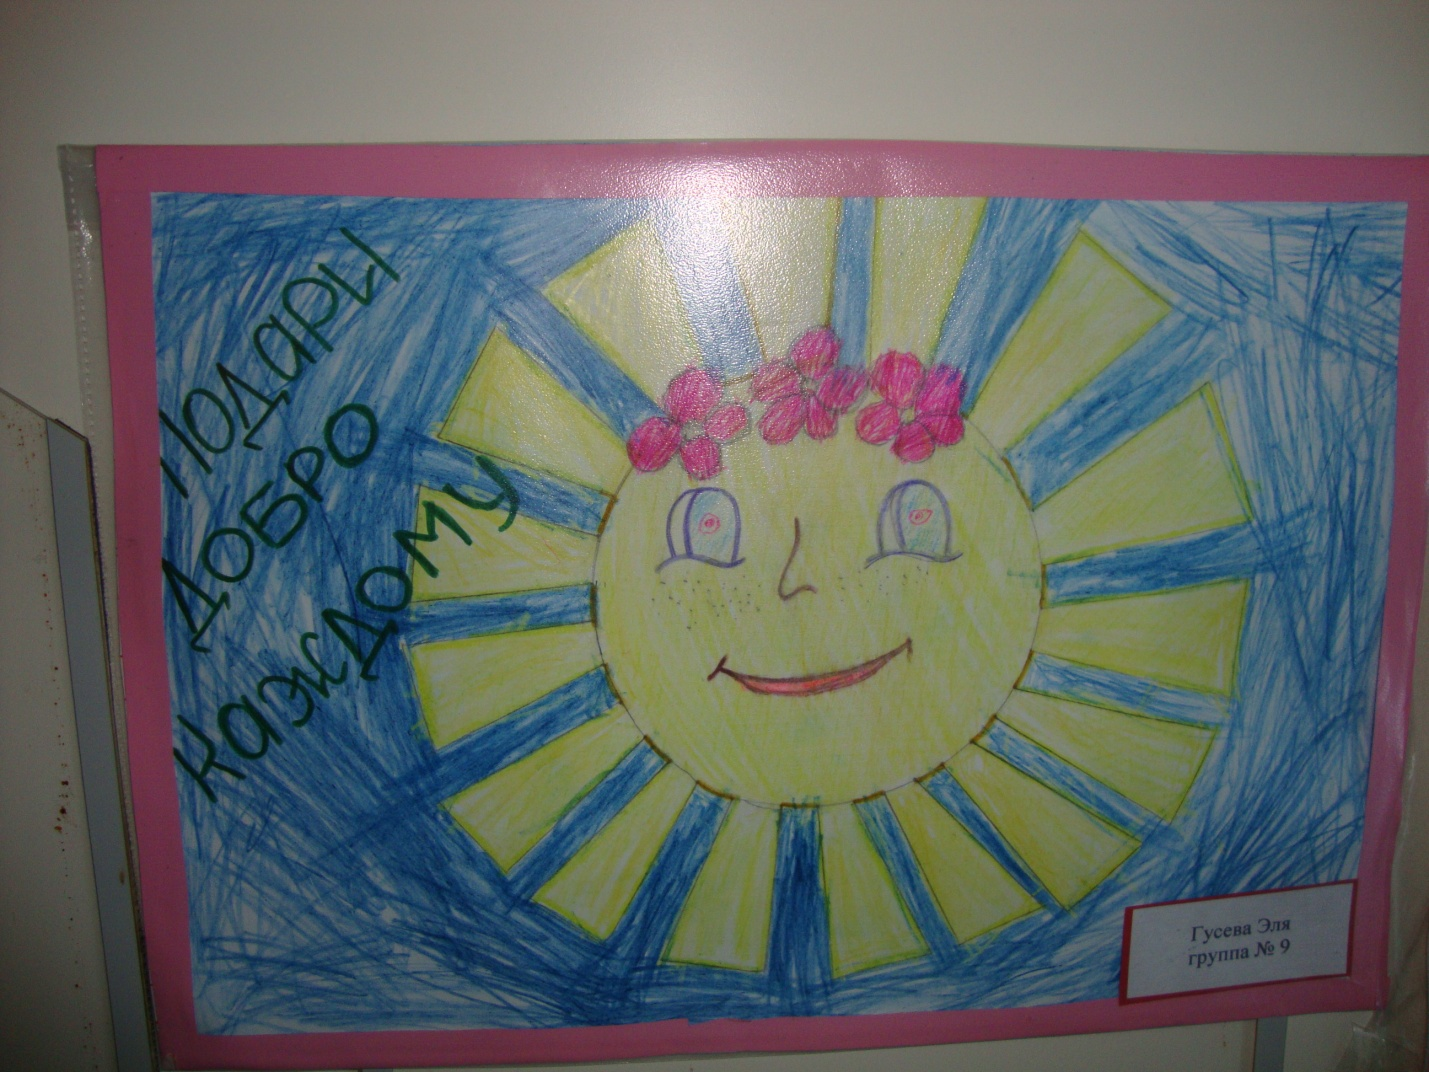 Подари
добро
каждому
Гусева Эля
группа № 9